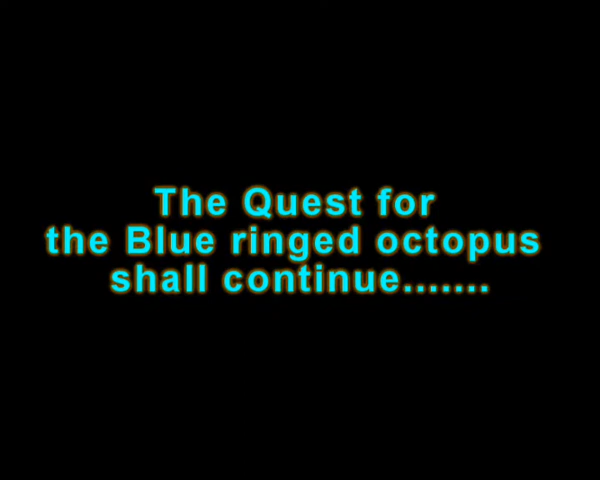 The Quest for
the Blue ringed octopus
shall continue.......